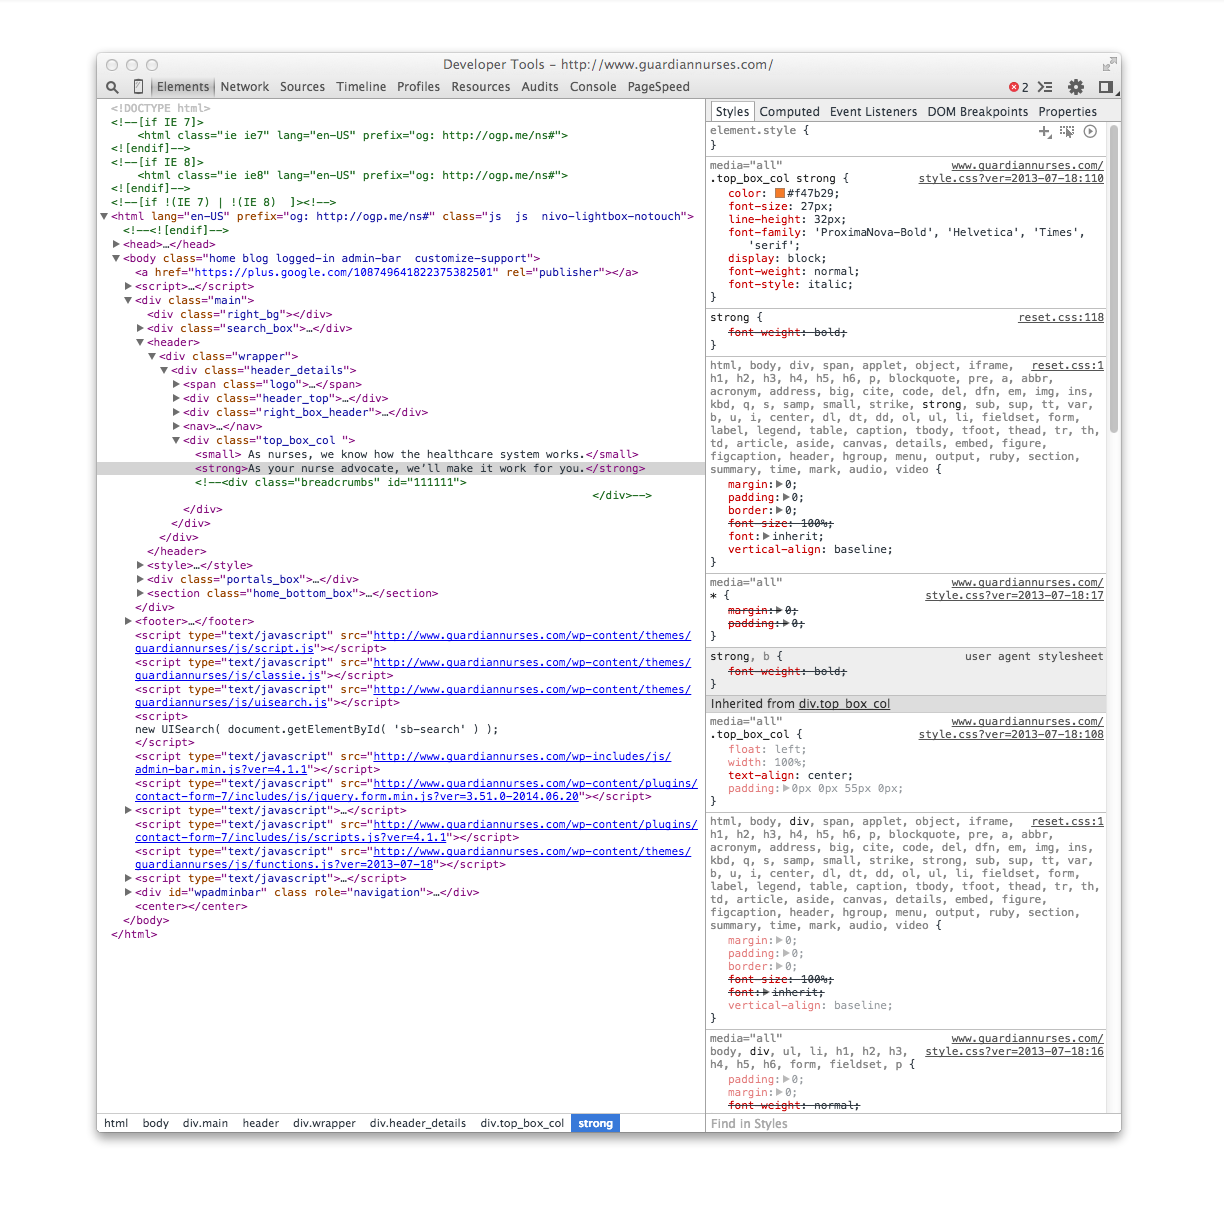 Developer Tools - http://www.guardiannurses.com/
Elements Network Sources Timeline Profiles Resources Audits Console PageSpeed 2
<!DOCTYPE html>
<!--[if IE 7]>
<html class="ie ie7" lang="en-US" prefix="og: http://ogp.me/ns#">
<![endif]-->
<!--[if IE 8]>
<html class="ie ie8" lang="en-US" prefix="og: http://ogp.me/ns#">
<![endif]-->
<!--[if !(IE 7) | !(IE 8)  ]><!-->
<html lang="en-US" prefix="og: http://ogp.me/ns#" class="js  js  nivo-lightbox-notouch">
<!--<![endif]-->
<head>…</head>
<body class="home blog logged-in admin-bar  customize-support">
<a href="https://plus.google.com/108749641822375382501" rel="publisher"></a>
<script>…</script>
<div class="main">
<div class="right_bg"></div>
<div class="search_box">…</div>
<header>
<div class="wrapper">
<div class="header_details">
<span class="logo">…</span>
<div class="header_top">…</div>
<div class="right_box_header">…</div>
<nav>…</nav>
<div class="top_box_col ">
<small> As nurses, we know how the healthcare system works.</small>
<strong>As your nurse advocate, we’ll make it work for you.</strong>
<!--<div class="breadcrumbs" id="111111">
</div>-->
</div>
</div>
</div>
</header>
<style>…</style>
<div class="portals_box">…</div>
<section class="home_bottom_box">…</section>
</div>
<footer>…</footer>
<script type="text/javascript" src="http://www.guardiannurses.com/wp-content/themes/
guardiannurses/js/script.js"></script>
<script type="text/javascript" src="http://www.guardiannurses.com/wp-content/themes/
guardiannurses/js/classie.js"></script>
<script type="text/javascript" src="http://www.guardiannurses.com/wp-content/themes/
guardiannurses/js/uisearch.js"></script>
<script>
new UISearch( document.getElementById( 'sb-search' ) );
</script>
<script type="text/javascript" src="http://www.guardiannurses.com/wp-includes/js/
admin-bar.min.js?ver=4.1.1"></script>
<script type="text/javascript" src="http://www.guardiannurses.com/wp-content/plugins/
contact-form-7/includes/js/jquery.form.min.js?ver=3.51.0-2014.06.20"></script>
<script type="text/javascript">…</script>
<script type="text/javascript" src="http://www.guardiannurses.com/wp-content/plugins/
contact-form-7/includes/js/scripts.js?ver=4.1.1"></script>
<script type="text/javascript" src="http://www.guardiannurses.com/wp-content/themes/
guardiannurses/js/functions.js?ver=2013-07-18"></script>
<script type="text/javascript">…</script>
<div id="wpadminbar" class role="navigation">…</div>
<center></center>
</body>
</html>
html body div.main header div.wrapper div.header_details div.top_box_col strong
Styles Computed Event Listeners DOM Breakpoints Properties
element.style {
}
media="all" www.guardiannurses.com/
.top_box_col strong { style.css?ver=2013-07-18:110
color: #f47b29;
font-size: 27px;
line-height: 32px;
font-family: 'ProximaNova-Bold', 'Helvetica', 'Times',
'serif';
display: block;
font-weight: normal;
font-style: italic;
}
strong { reset.css:118
font-weight: bold;
}
html, body, div, span, applet, object, iframe, reset.css:1
h1, h2, h3, h4, h5, h6, p, blockquote, pre, a, abbr,
acronym, address, big, cite, code, del, dfn, em, img, ins,
kbd, q, s, samp, small, strike, strong, sub, sup, tt, var,
b, u, i, center, dl, dt, dd, ol, ul, li, fieldset, form,
label, legend, table, caption, tbody, tfoot, thead, tr, th,
td, article, aside, canvas, details, embed, figure,
figcaption, header, hgroup, menu, output, ruby, section,
summary, time, mark, audio, video {
margin: 0;
padding: 0;
border: 0;
font-size: 100%;
font: inherit;
vertical-align: baseline;
}
media="all" www.guardiannurses.com/
* { style.css?ver=2013-07-18:17
margin: 0;
padding: 0;
}
strong, b { user agent stylesheet
font-weight: bold;
}
Inherited from div.top_box_col
media="all" www.guardiannurses.com/
.top_box_col { style.css?ver=2013-07-18:108
float: left;
width: 100%;
text-align: center;
padding: 0px 0px 55px 0px;
}
html, body, div, span, applet, object, iframe, reset.css:1
h1, h2, h3, h4, h5, h6, p, blockquote, pre, a, abbr,
acronym, address, big, cite, code, del, dfn, em, img, ins,
kbd, q, s, samp, small, strike, strong, sub, sup, tt, var,
b, u, i, center, dl, dt, dd, ol, ul, li, fieldset, form,
label, legend, table, caption, tbody, tfoot, thead, tr, th,
td, article, aside, canvas, details, embed, figure,
figcaption, header, hgroup, menu, output, ruby, section,
summary, time, mark, audio, video {
margin: 0;
padding: 0;
border: 0;
font-size: 100%;
font: inherit;
vertical-align: baseline;
}
media="all" www.guardiannurses.com/
body, div, ul, li, h1, h2, h3, style.css?ver=2013-07-18:16
h4, h5, h6, form, fieldset, p {
padding: 0;
margin: 0;
font-weight: normal;
Find in Styles